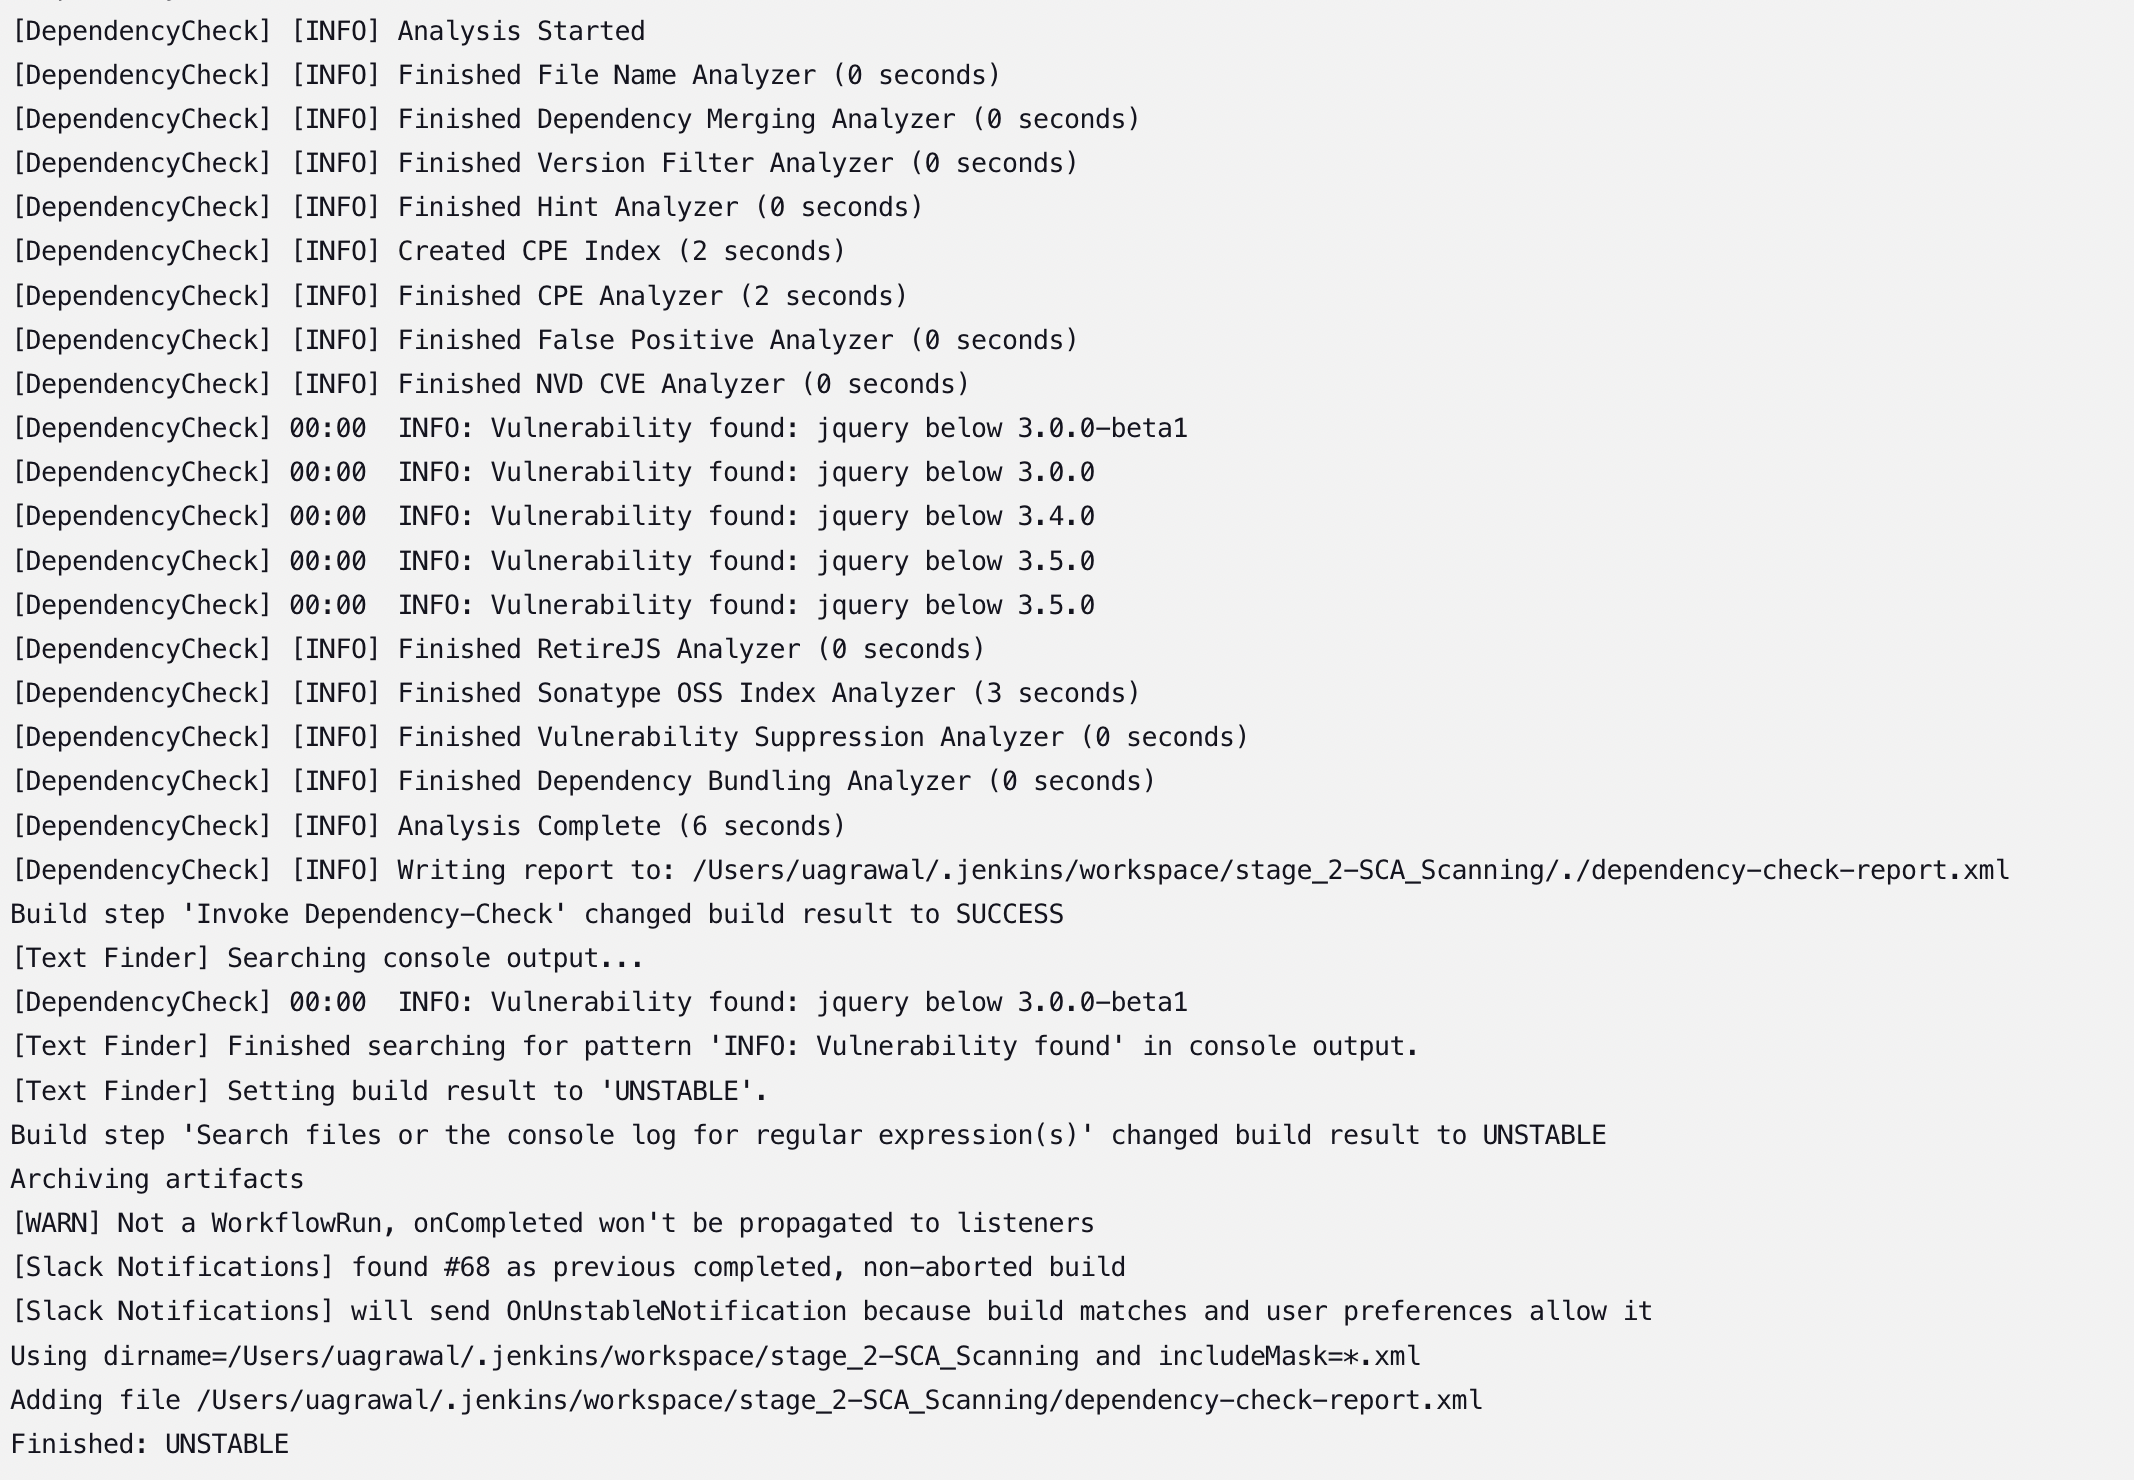 [DependencyCheck] [INFO] Analysis Started
[DependencyCheck] [INFO] Finished File Name Analyzer (0 seconds)
[DependencyCheck] [INFO] Finished Dependency Merging Analyzer (0 seconds)
[DependencyCheck] [INFO] Finished Version Filter Analyzer (0 seconds)
[DependencyCheck] [INFO] Finished Hint Analyzer (0 seconds)
[DependencyCheck] [INFO] Created CPE Index (2 seconds)
[DependencyCheck] [INFO] Finished CPE Analyzer (2 seconds)
[DependencyCheck] [INFO] Finished False Positive Analyzer (0 seconds)
[DependencyCheck] [INFO] Finished NVD CVE Analyzer (0 seconds)
[DependencyCheck] 00:00  INFO: Vulnerability found: jquery below 3.0.0-beta1
[DependencyCheck] 00:00  INFO: Vulnerability found: jquery below 3.0.0
[DependencyCheck] 00:00  INFO: Vulnerability found: jquery below 3.4.0
[DependencyCheck] 00:00  INFO: Vulnerability found: jquery below 3.5.0
[DependencyCheck] 00:00  INFO: Vulnerability found: jquery below 3.5.0
[DependencyCheck] [INFO] Finished RetireJS Analyzer (0 seconds)
[DependencyCheck] [INFO] Finished Sonatype OSS Index Analyzer (3 seconds)
[DependencyCheck] [INFO] Finished Vulnerability Suppression Analyzer (0 seconds)
[DependencyCheck] [INFO] Finished Dependency Bundling Analyzer (0 seconds)
[DependencyCheck] [INFO] Analysis Complete (6 seconds)
[DependencyCheck] [INFO] Writing report to: /Users/uagrawal/.jenkins/workspace/stage_2-SCA_Scanning/./dependency-check-report.xml
Build step 'Invoke Dependency-Check' changed build result to SUCCESS
[Text Finder] Searching console output...
[DependencyCheck] 00:00  INFO: Vulnerability found: jquery below 3.0.0-beta1
[Text Finder] Finished searching for pattern 'INFO: Vulnerability found' in console output.
[Text Finder] Setting build result to 'UNSTABLE'.
Build step 'Search files or the console log for regular expression(s)' changed build result to UNSTABLE
Archiving artifacts
[WARN] Not a WorkflowRun, onCompleted won't be propagated to listeners
[Slack Notifications] found #68 as previous completed, non-aborted build
[Slack Notifications] will send OnUnstableNotification because build matches and user preferences allow it
Using dirname=/Users/uagrawal/.jenkins/workspace/stage_2-SCA_Scanning and includeMask=*.xml
Adding file /Users/uagrawal/.jenkins/workspace/stage_2-SCA_Scanning/dependency-check-report.xml
Finished: UNSTABLE